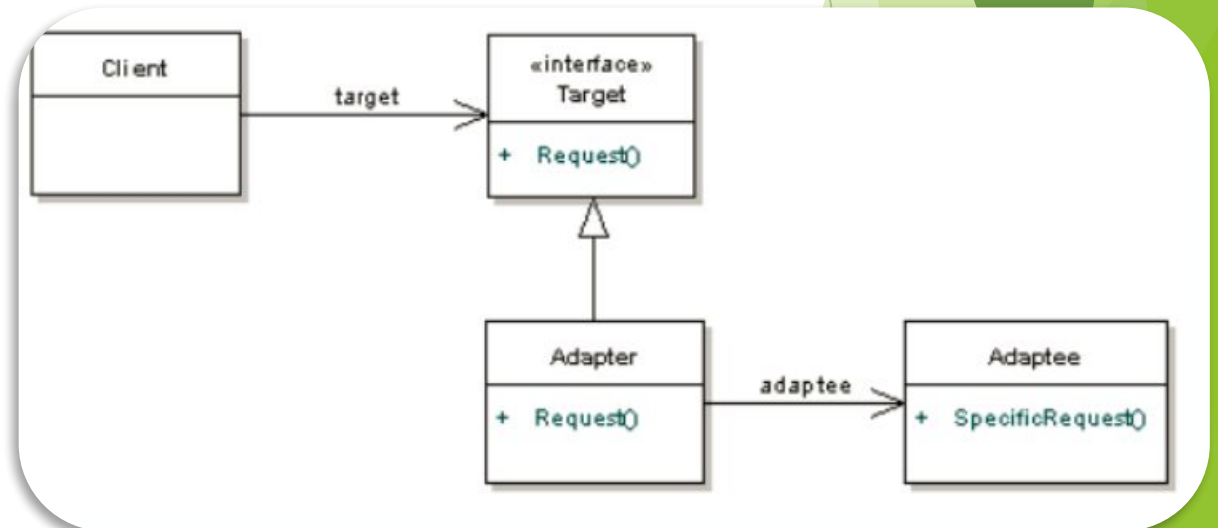 Client
target
«interface»
Target
+ Request()
Adapter
+ Request()
adaptee
Adaptee
+ SpecificRequest()